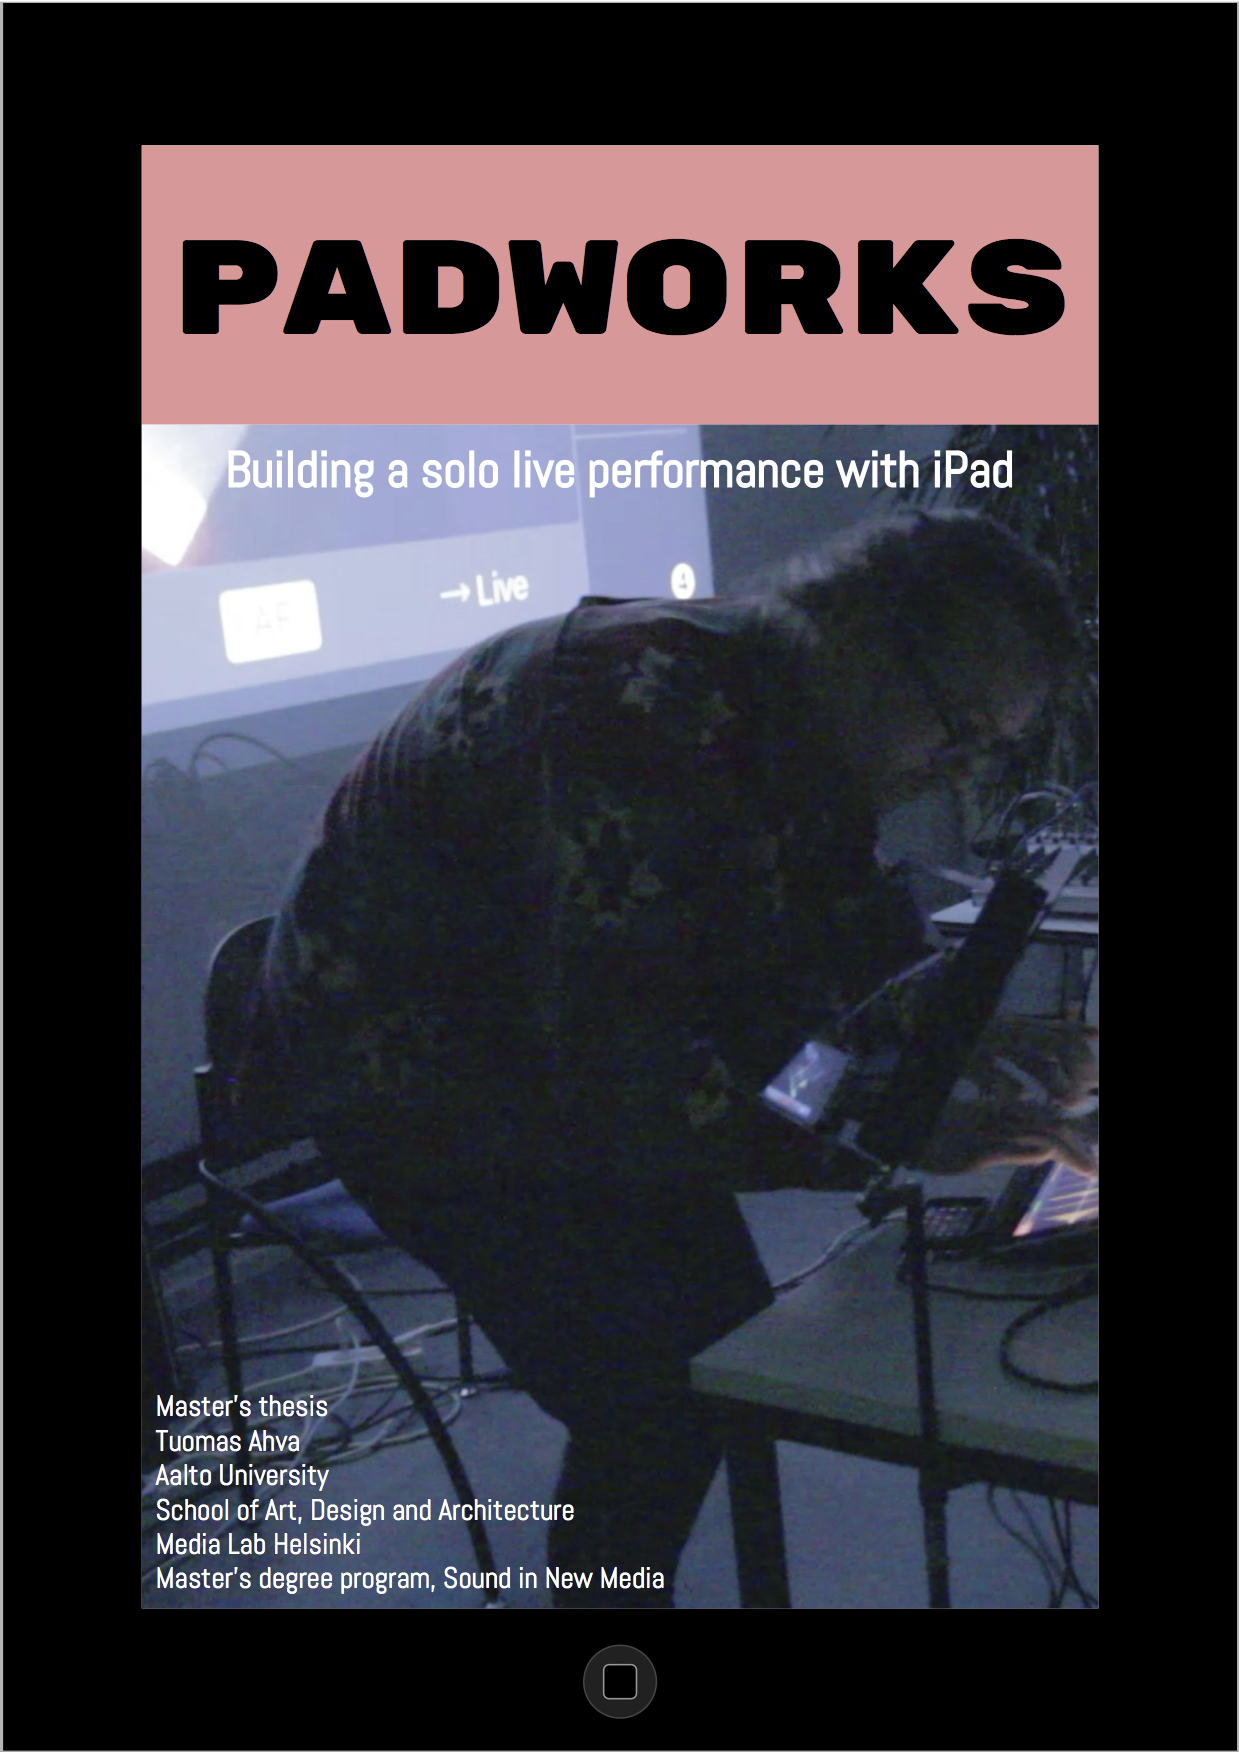 PADWORKS
Building a solo live performance with iPad
→ Live
Master's thesis
Tuomas Ahva
Aalto University
School of Art, Design and Architecture
Media Lab Helsinki
Master's degree program, Sound in New Media